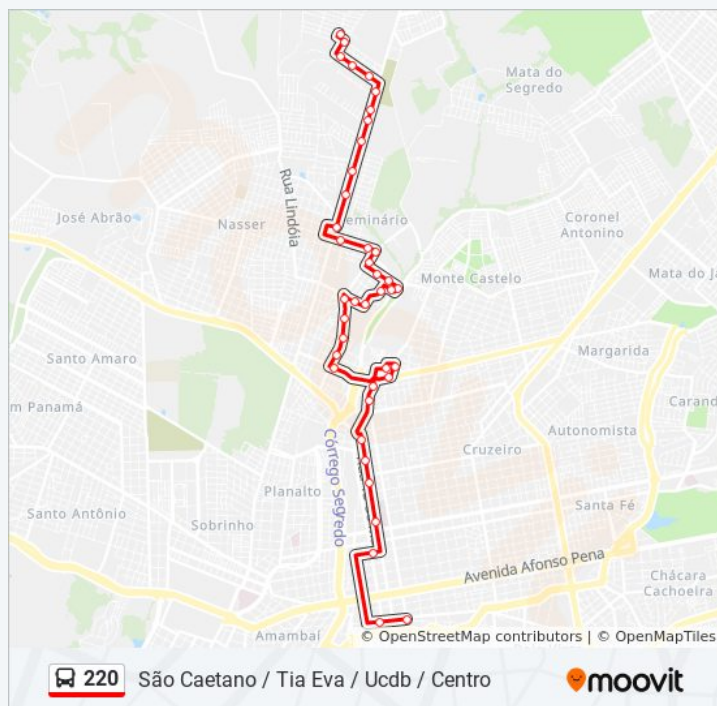 Mata do
Segredo
Rua Lindóia
José Abrão
Nasser
eminário
Coronel
Antonino
Monte Castelo
Mata do Ja
Santo Amaro
Margarida
m Panamá
Carand
Autonomista
Cruzeiro
Córrego Segredo
Planalto
Santo Antônio
Sobrinho
Santa Fé
Avenida Afonso Pena
Chácara
Cachoeira
Amambaí
© OpenStreetMap contributors | © OpenMapTiles
220 São Caetano / Tia Eva / Ucdb / Centro
moovit